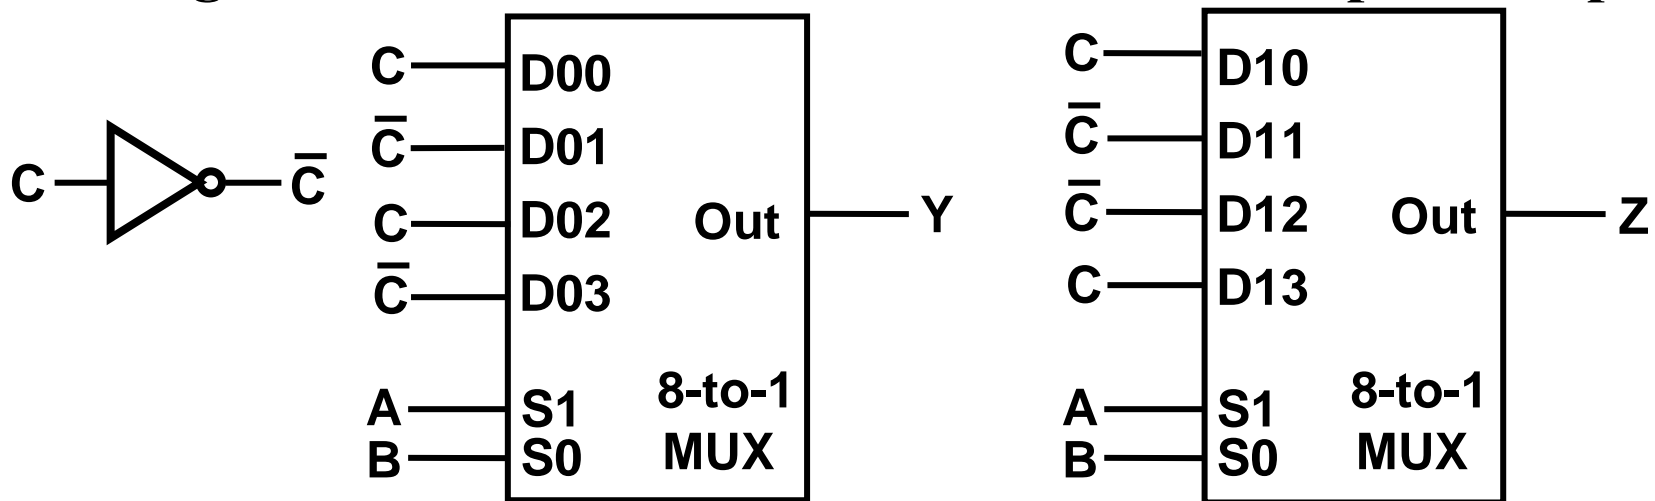 C
C̅
C D00
C̅ D01
C D02
C̅ D03
Out Y
8-to-1
A S1
MUX
B S0
C D10
C̅ D11
C̅ D12
C D13
Out Z
8-to-1
A S1
MUX
B S0